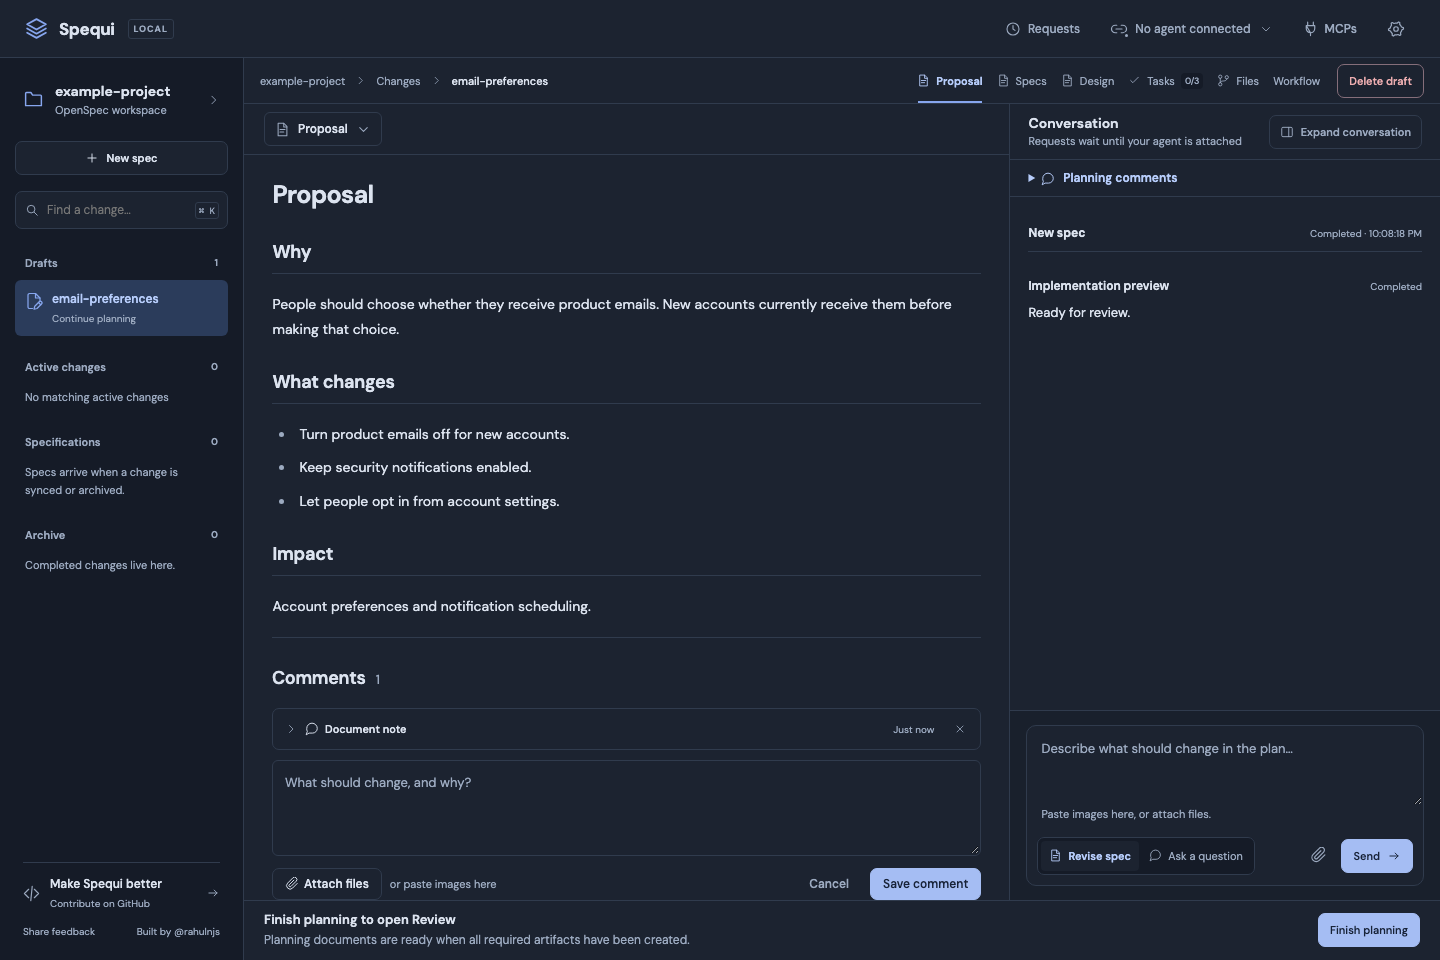 Spequi LOCAL
Requests
No agent connected
MCPs
example-project
OpenSpec workspace
New spec
Find a change...
⌘ K
Drafts 1
email-preferences
Continue planning
Active changes 0
No matching active changes
Specifications 0
Specs arrive when a change is
synced or archived.
Archive 0
Completed changes live here.
Make Spequi better
Contribute on GitHub
Share feedback
Built by @rahulnjs
example-project > Changes > email-preferences
Proposal
Specs
Design
Tasks 0/3
Files
Workflow
Delete draft
Proposal
Proposal
Why
People should choose whether they receive product emails. New accounts currently receive them before
making that choice.
What changes
• Turn product emails off for new accounts.
• Keep security notifications enabled.
• Let people opt in from account settings.
Impact
Account preferences and notification scheduling.
Comments 1
Document note
Just now
What should change, and why?
Attach files
or paste images here
Cancel
Save comment
Conversation
Requests wait until your agent is attached
Expand conversation
Planning comments
New spec
Completed · 10:08:18 PM
Implementation preview
Completed
Ready for review.
Describe what should change in the plan...
Paste images here, or attach files.
Revise spec
Ask a question
Send
Finish planning to open Review
Planning documents are ready when all required artifacts have been created.
Finish planning